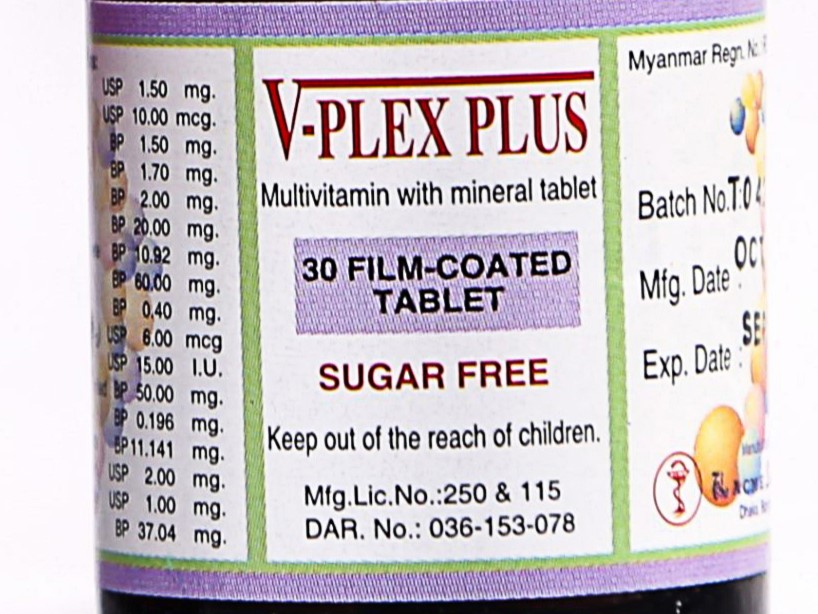 USP 1.50 mg.
USP 10.00 mcg.
BP 1.50 mg.
BP 1.70 mg.
BP 2.00 mg.
BP 20.00 mg.
BP 10.92 mg.
BP 60.00 mg.
BP 0.40 mg.
USP 6.00 mcg
USP 15.00 I.U.
BP 50.00 mg.
BP 0.196 mg.
BP 11.141 mg.
USP 2.00 mg.
USP 1.00 mg.
BP 37.04 mg.
V-PLEX PLUS
Multivitamin with mineral tablet
30 FILM-COATED
TABLET
SUGAR FREE
Keep out of the reach of children.
Mfg.Lic.No.:250 & 115
DAR. No.: 036-153-078
Myanmar Regn. No.
Batch No.
Mfg. Date : OCT
Exp. Date :